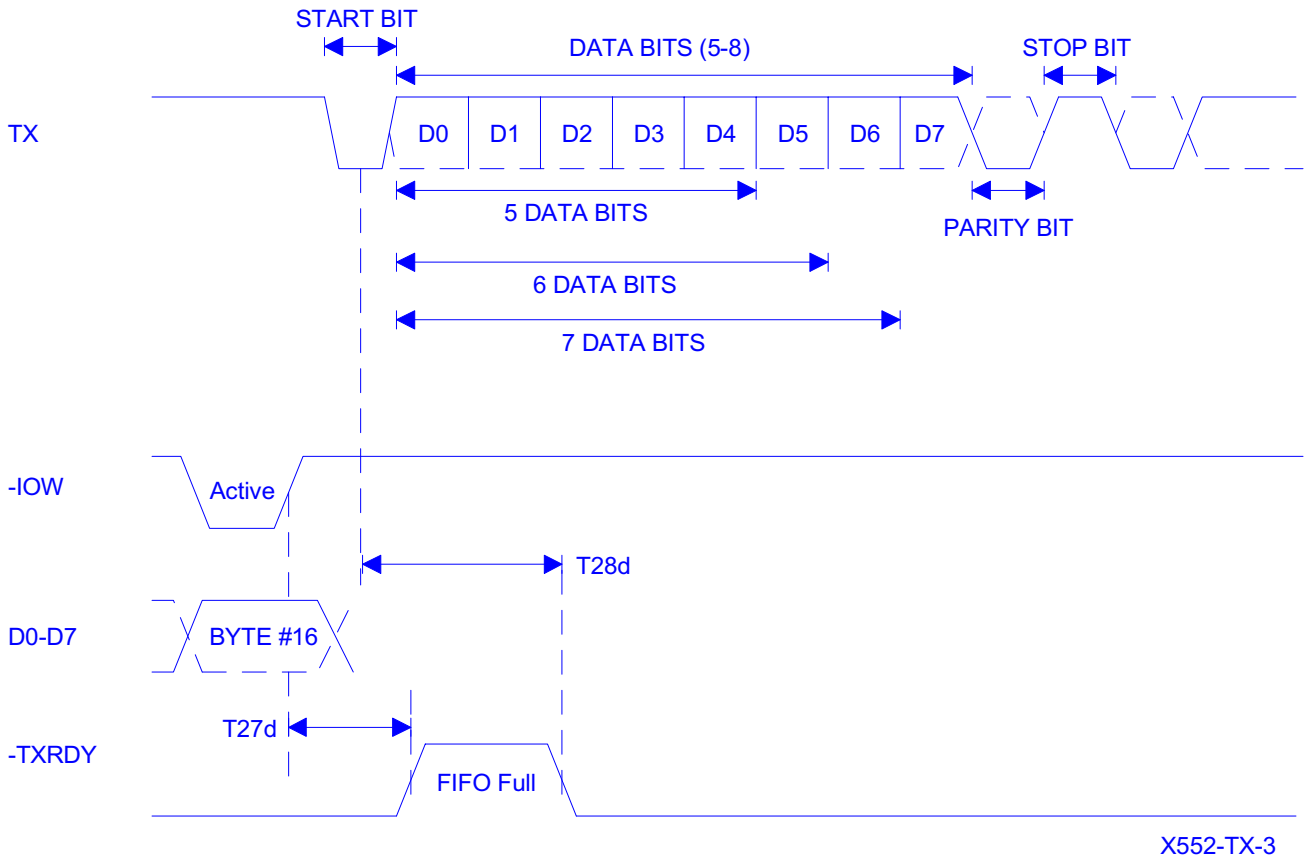 START BIT
DATA BITS (5-8)
STOP BIT
TX
D0
D1
D2
D3
D4
D5
D6
D7
5 DATA BITS
PARITY BIT
6 DATA BITS
7 DATA BITS
-IOW
Active
T28d
D0-D7
BYTE #16
T27d
-TXRDY
FIFO Full
X552-TX-3